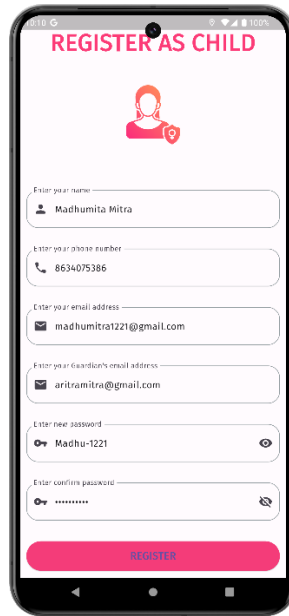 10:10 G 100%
REGISTER AS CHILD
Enter your name
Madhumita Mitra
Enter your phone number
8634075386
Enter your email address
madhumitra1221@gmail.com
Enter your Guardian's email address
aritramitra@gmail.com
Enter new password
Madhu-1221
Enter confirm password
••••••••••
REGISTER